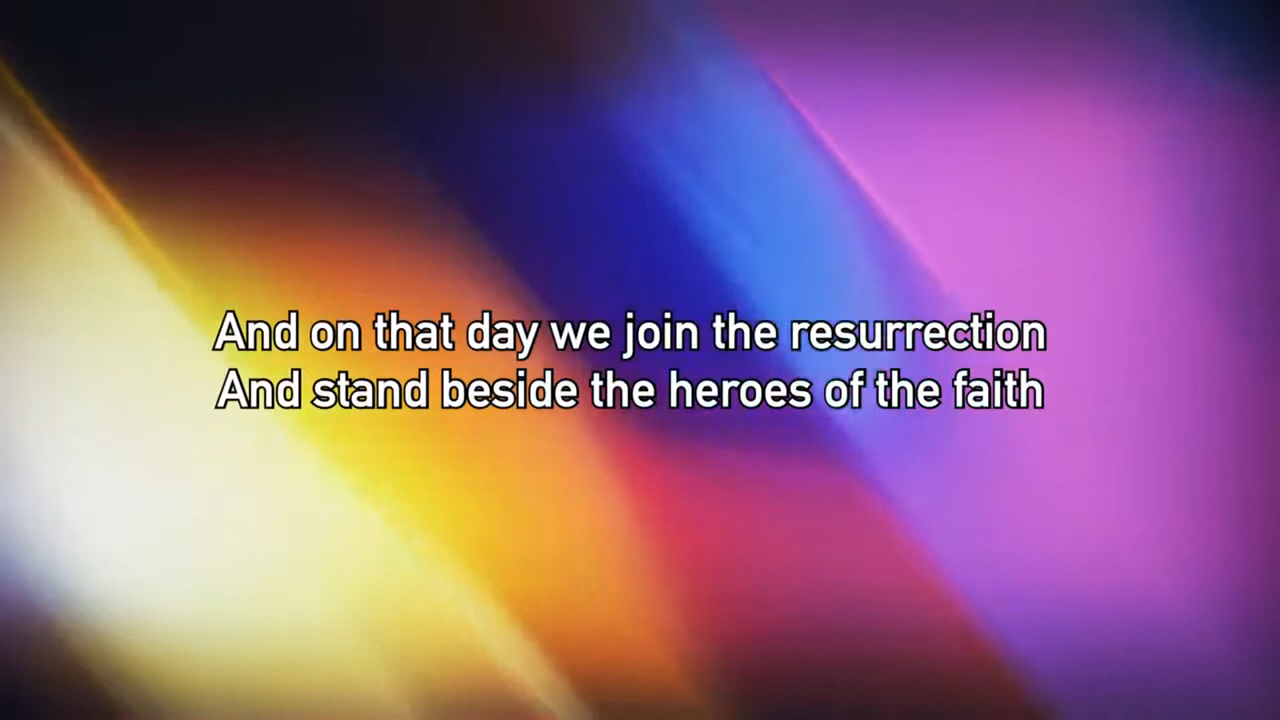 And on that day we join the resurrection
And stand beside the heroes of the faith